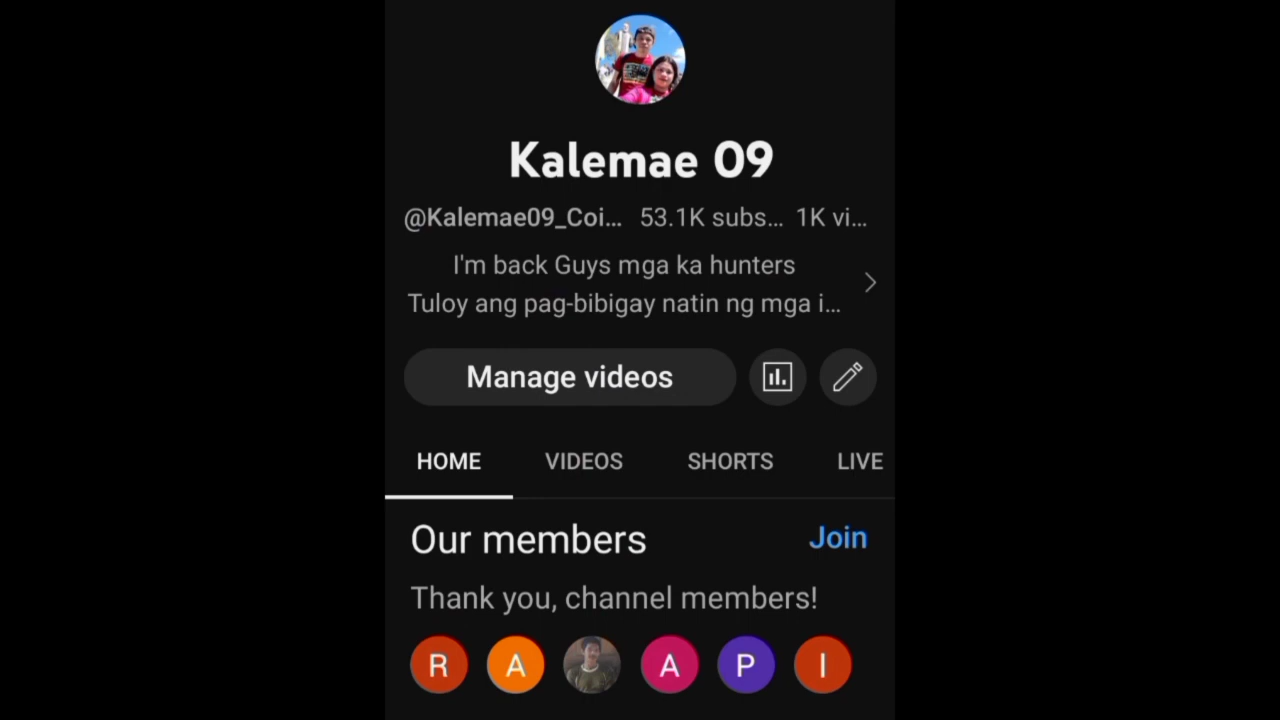 Kalemae 09
@Kalemae09_Coi... 53.1K subs... 1K vi...
I'm back Guys mga ka hunters
Tuloy ang pag-bibigay natin ng mga i...
Manage videos
HOME VIDEOS SHORTS LIVE
Our members Join
Thank you, channel members!
R A A P I